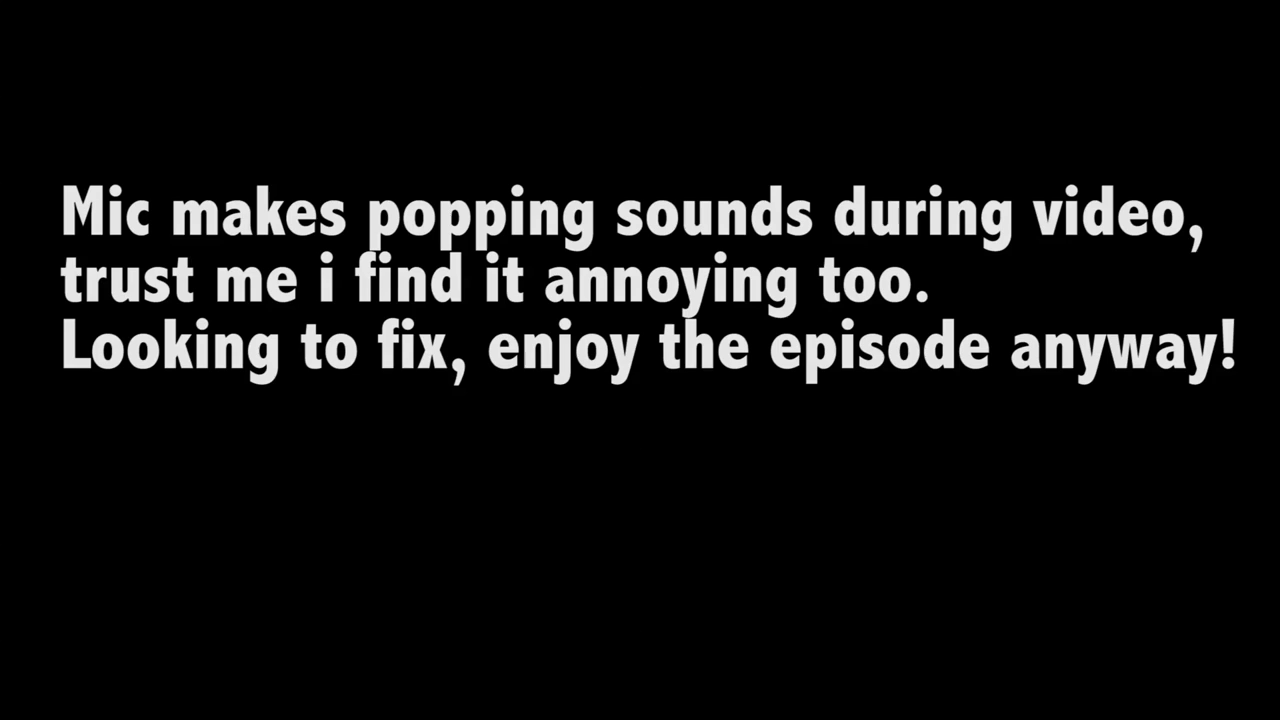 Mic makes popping sounds during video,
trust me i find it annoying too.
Looking to fix, enjoy the episode anyway!